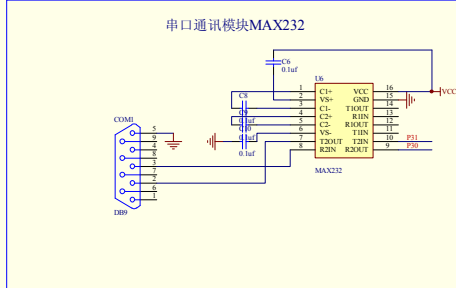 串口通讯模块MAX232
C6
0.1uf
U6
1 C1+ VCC 16
2 VS+ GND 15
3 C1- T1OUT 14
4 C2+ R1IN 13
5 C2- R1OUT 12
6 VS- T1IN 11
7 T2OUT T2IN 10 P31
8 R2IN R2OUT 9 P30
MAX232
VCC
C8
0.1uf
C9
0.1uf
C10
0.1uf
COM1
5
9
4
8
3
7
2
6
1
DB9